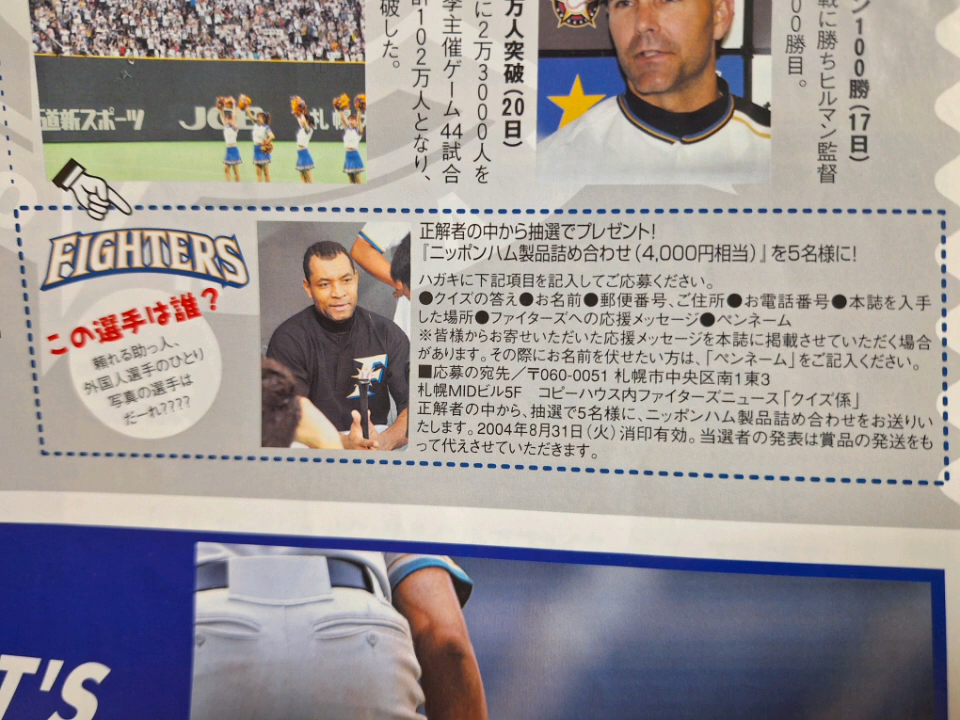 ン100勝(17日)
戦に勝ちヒルマン監督
00勝目。
万人突破(20日)
に2万3000人を
季主催ゲーム44試合
計102万人となり、
破した。
道新スポーツ
JCB
札幌
FIGHTERS
この選手は誰?
頼れる助っ人、
外国人選手のひとり
写真の選手は
だーれ????
正解者の中から抽選でプレゼント!
『ニッポンハム製品詰め合わせ(4,000円相当)』を5名様に!
ハガキに下記項目を記入してご応募ください。
●クイズの答え●お名前●郵便番号、ご住所●お電話番号●本誌を入手
した場所●ファイターズへの応援メッセージ●ペンネーム
※皆様からお寄せいただいた応援メッセージを本誌に掲載させていただく場合
があります。その際にお名前を伏せたい方は、「ペンネーム」をご記入ください。
■応募の宛先/〒060-0051 札幌市中央区南1東3
札幌MIDビル5F コピーハウス内ファイターズニュース「クイズ係」
正解者の中から、抽選で5名様に、ニッポンハム製品詰め合わせをお送りい
たします。2004年8月31日(火)消印有効。当選者の発表は賞品の発送をも
って代えさせていただきます。
T'S